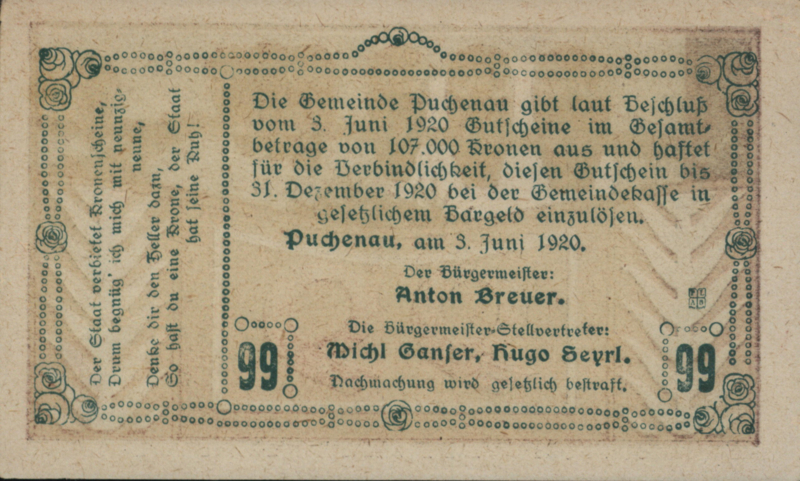 Der Staat verbietet Kronenscheine,
Drum begnüg' ich mich mit neunzig-
neune,
Denke dir den Heller dazu,
So hast du eine Krone, der Staat
hat seine Ruh!
Die Gemeinde Puchenau gibt laut Beschluß
vom 3. Juni 1920 Gutscheine im Gesamt-
betrage von 107.000 Kronen aus und haftet
für die Verbindlichkeit, diesen Gutschein bis
31. Dezember 1920 bei der Gemeindekasse in
gesetzlichem Bargeld einzulösen.
Puchenau, am 3. Juni 1920.
Der Bürgermeister:
Anton Breuer.
Die Bürgermeister-Stellvertreter:
Michl Ganser, Hugo Seyrl.
99 99
Nachmachung wird gesetzlich bestraft.